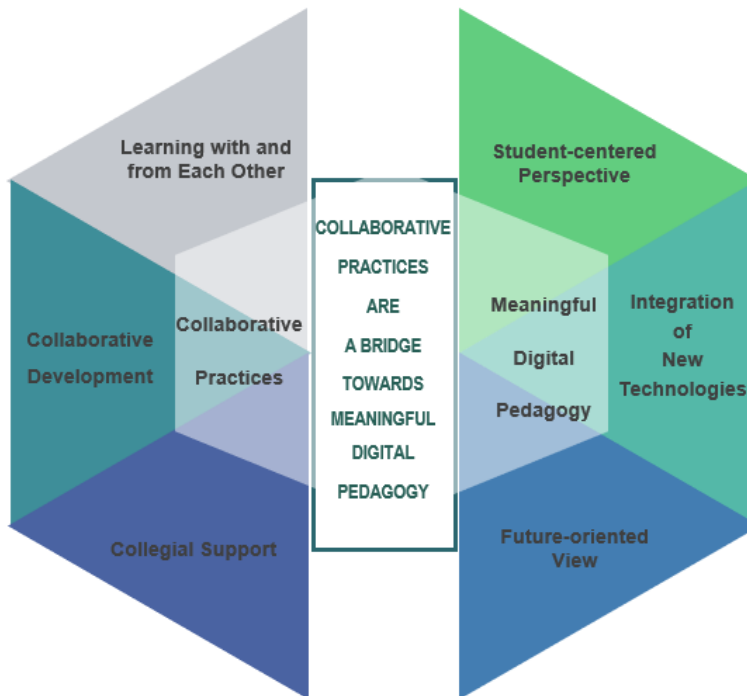 Learning with and
from Each Other
Collaborative
Development
Collaborative
Practices
Collegial Support
COLLABORATIVE
PRACTICES
ARE
A BRIDGE
TOWARDS
MEANINGFUL
DIGITAL
PEDAGOGY
Student-centered
Perspective
Meaningful
Digital
Pedagogy
Integration
of
New
Technologies
Future-oriented
View